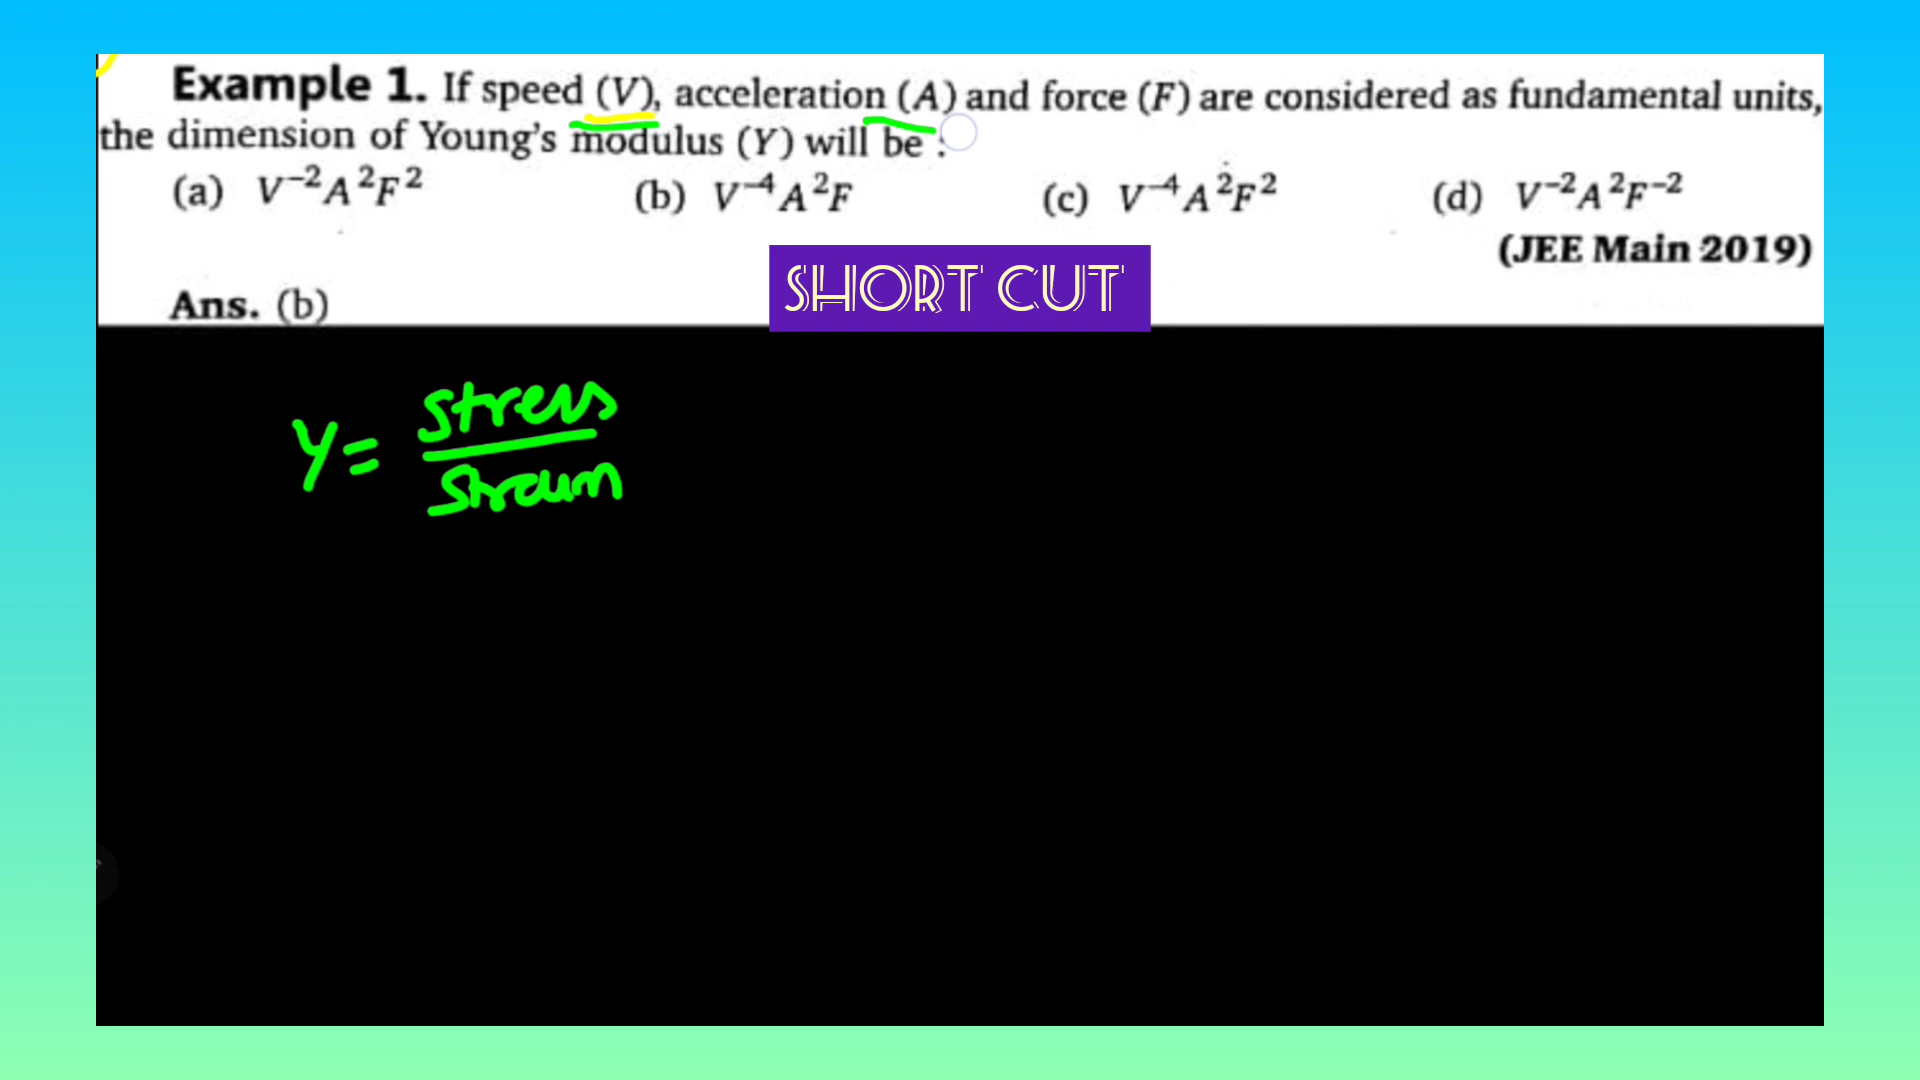 Example 1. If speed (V), acceleration (A) and force (F) are considered as fundamental units,
the dimension of Young's modulus (Y) will be :
(a) V⁻²A²F² (b) V⁻⁴A²F (c) V⁻⁴A²F² (d) V⁻²A²F⁻²
(JEE Main 2019)
SHORT CUT
Ans. (b)
Y = stress
strain